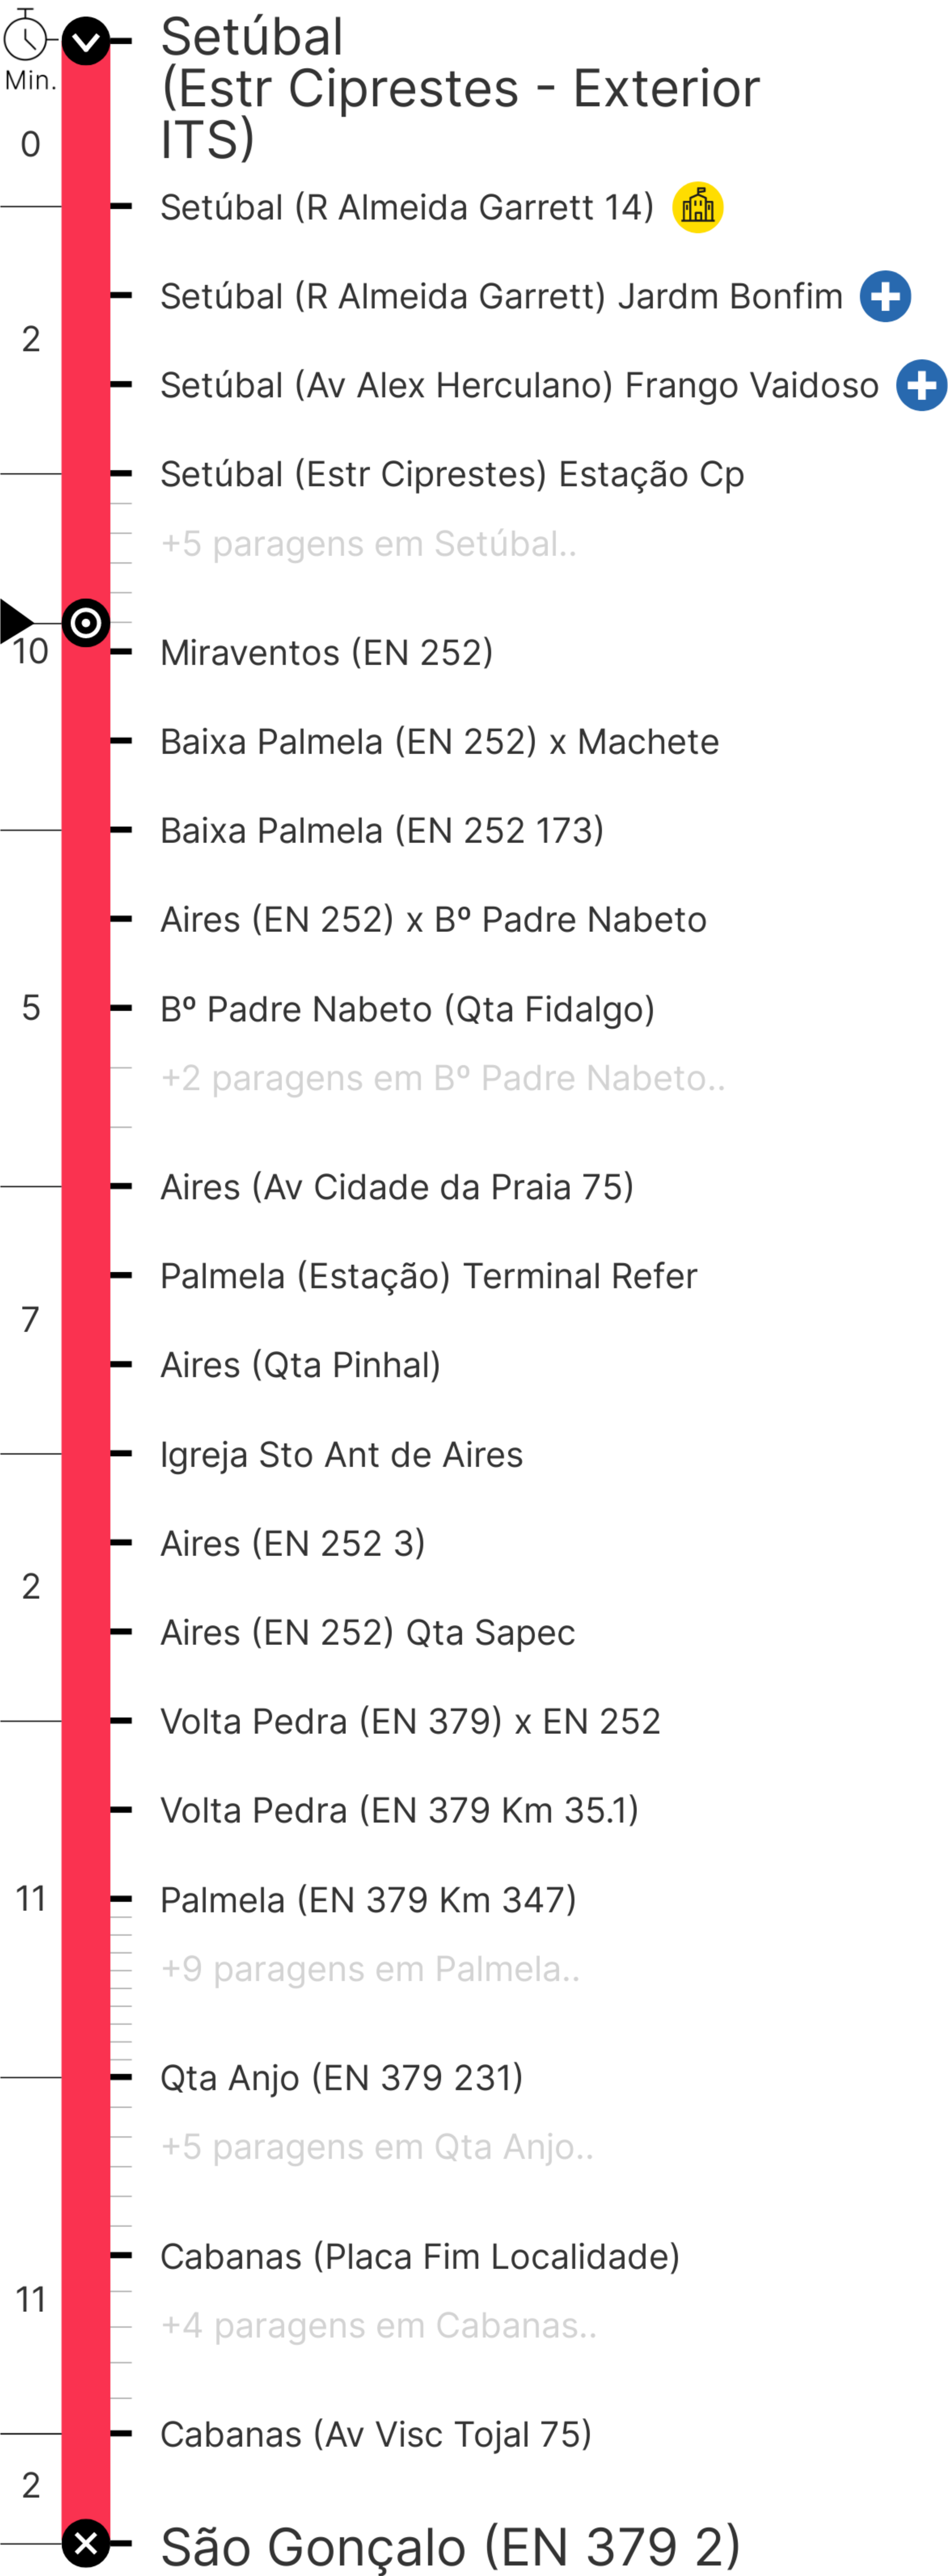 Setúbal
(Estr Ciprestes - Exterior
ITS)
Min.
0
Setúbal (R Almeida Garrett 14)
Setúbal (R Almeida Garrett) Jardm Bonfim
2
Setúbal (Av Alex Herculano) Frango Vaidoso
Setúbal (Estr Ciprestes) Estação Cp
+5 paragens em Setúbal..
10
Miraventos (EN 252)
Baixa Palmela (EN 252) x Machete
Baixa Palmela (EN 252 173)
Aires (EN 252) x Bº Padre Nabeto
5
Bº Padre Nabeto (Qta Fidalgo)
+2 paragens em Bº Padre Nabeto..
Aires (Av Cidade da Praia 75)
Palmela (Estação) Terminal Refer
7
Aires (Qta Pinhal)
Igreja Sto Ant de Aires
Aires (EN 252 3)
2
Aires (EN 252) Qta Sapec
Volta Pedra (EN 379) x EN 252
Volta Pedra (EN 379 Km 35.1)
11
Palmela (EN 379 Km 347)
+9 paragens em Palmela..
Qta Anjo (EN 379 231)
+5 paragens em Qta Anjo..
Cabanas (Placa Fim Localidade)
11
+4 paragens em Cabanas..
Cabanas (Av Visc Tojal 75)
2
São Gonçalo (EN 379 2)